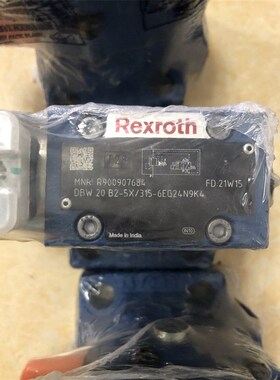 Rexroth
MNR: R900907684
FD: 21W15
DBW 20 B2-5X/315-6EG24N9K4
Made in India